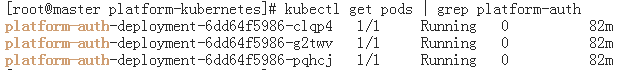 [root@master platform-kubernetes]# kubectl get pods | grep platform-auth
platform-auth-deployment-6dd64f5986-clqp4   1/1     Running   0          82m
platform-auth-deployment-6dd64f5986-g2twv   1/1     Running   0          82m
platform-auth-deployment-6dd64f5986-pqhcj   1/1     Running   0          82m